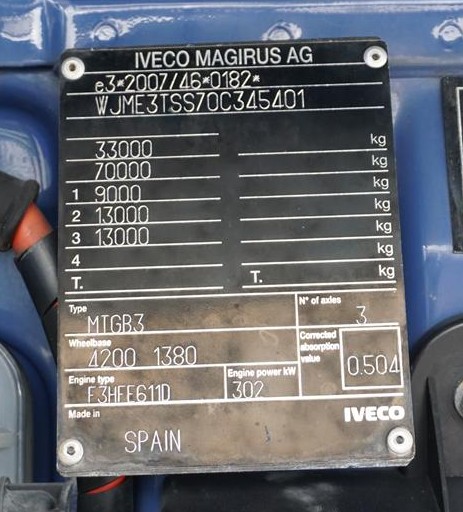 IVECO MAGIRUS AG
e3*2007/46*0182*
WJME3TSS70C345401
33000 kg
70000 kg
1 9000 kg
2 13000 kg
3 13000 kg
4 kg
T. T. kg
Type MTGB3
N° of axles 3
Wheelbase 4200 1380
Corrected absorption value 0.504
Engine type F3HFE611D
Engine power kW 302
Made in SPAIN
IVECO